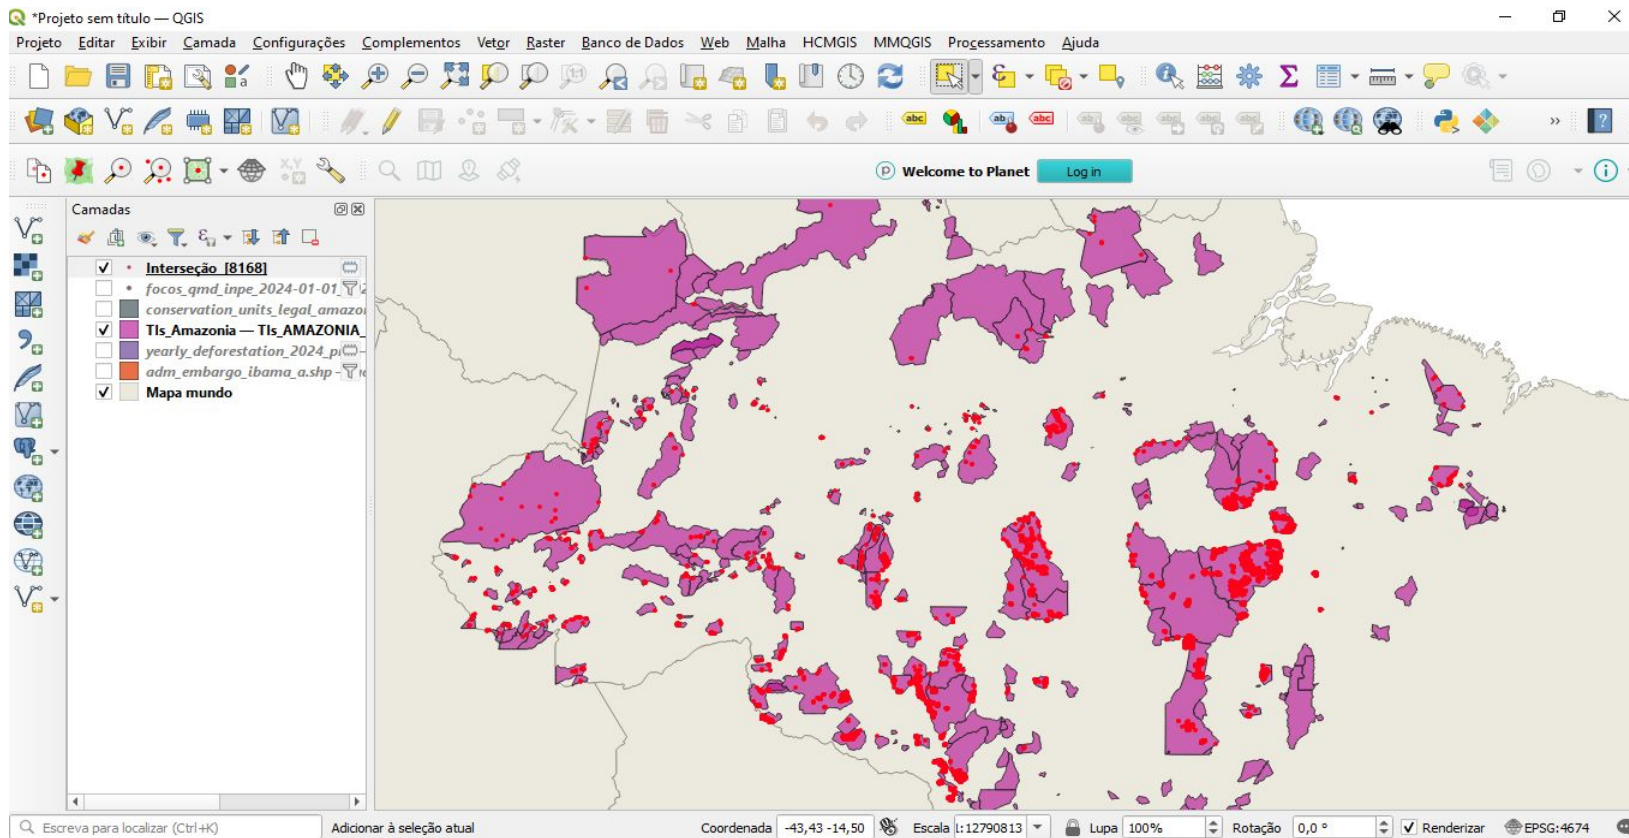 *Projeto sem título — QGIS
Projeto Editar Exibir Camada Configurações Complementos Vetor Raster Banco de Dados Web Malha HCMGIS MMQGIS Processamento Ajuda
abc abc abc
Welcome to Planet Log in
Camadas
Interseção [8168]
focos_qmd_inpe_2024-01-01_
conservation_units_legal_amazo
TIs_Amazonia — TIs_AMAZONIA_
yearly_deforestation_2024_p
adm_embargo_ibama_a.shp -
Mapa mundo
Escreva para localizar (Ctrl+K) Adicionar à seleção atual Coordenada -43,43 -14,50 Escala 1:12790813 Lupa 100% Rotação 0,0 ° Renderizar EPSG:4674